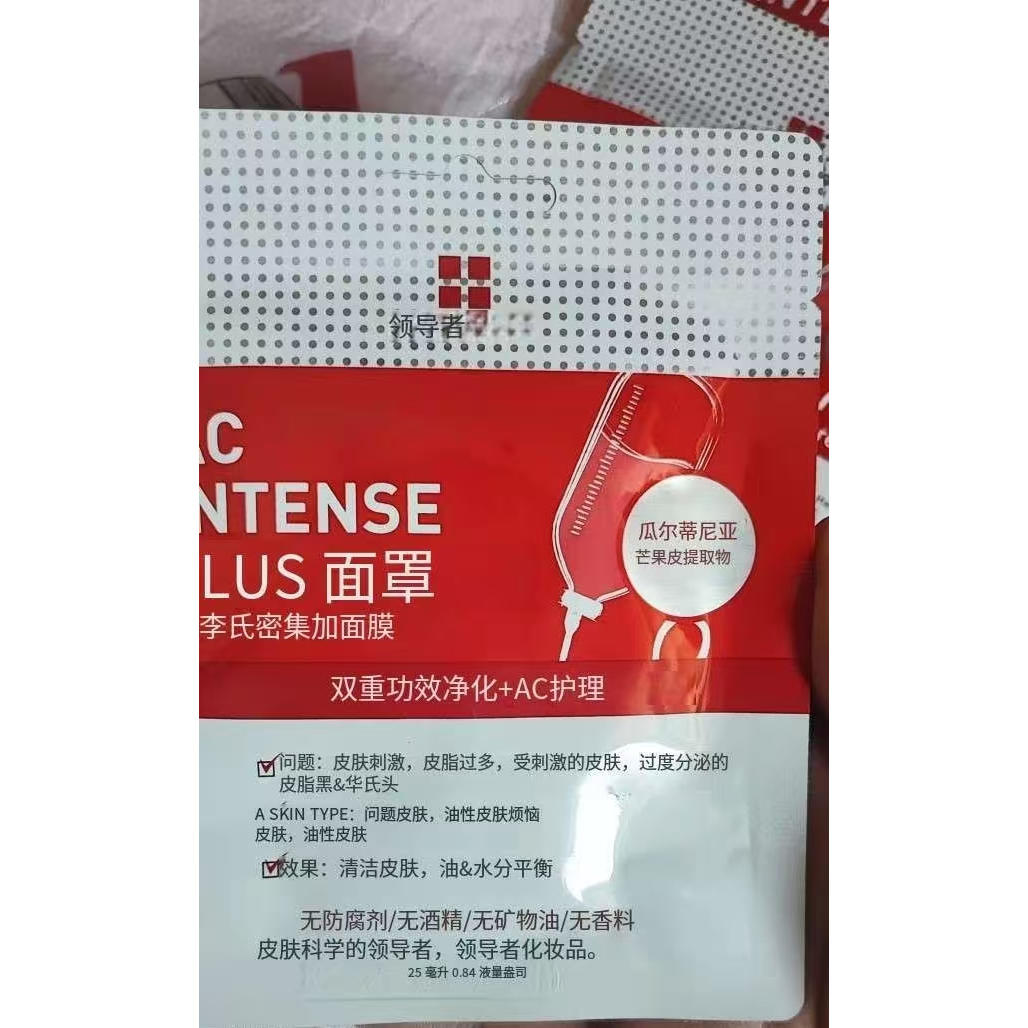 领导者
AC
INTENSE
LUS 面罩
李氏密集加面膜
瓜尔蒂尼亚
芒果皮提取物
双重功效净化+AC护理
问题：皮肤刺激，皮脂过多，受刺激的皮肤，过度分泌的
皮脂黑&华氏头
A SKIN TYPE：问题皮肤，油性皮肤烦恼
皮肤，油性皮肤
效果：清洁皮肤，油&水分平衡
无防腐剂/无酒精/无矿物油/无香料
皮肤科学的领导者，领导者化妆品。
25 毫升 0.84 液量盎司